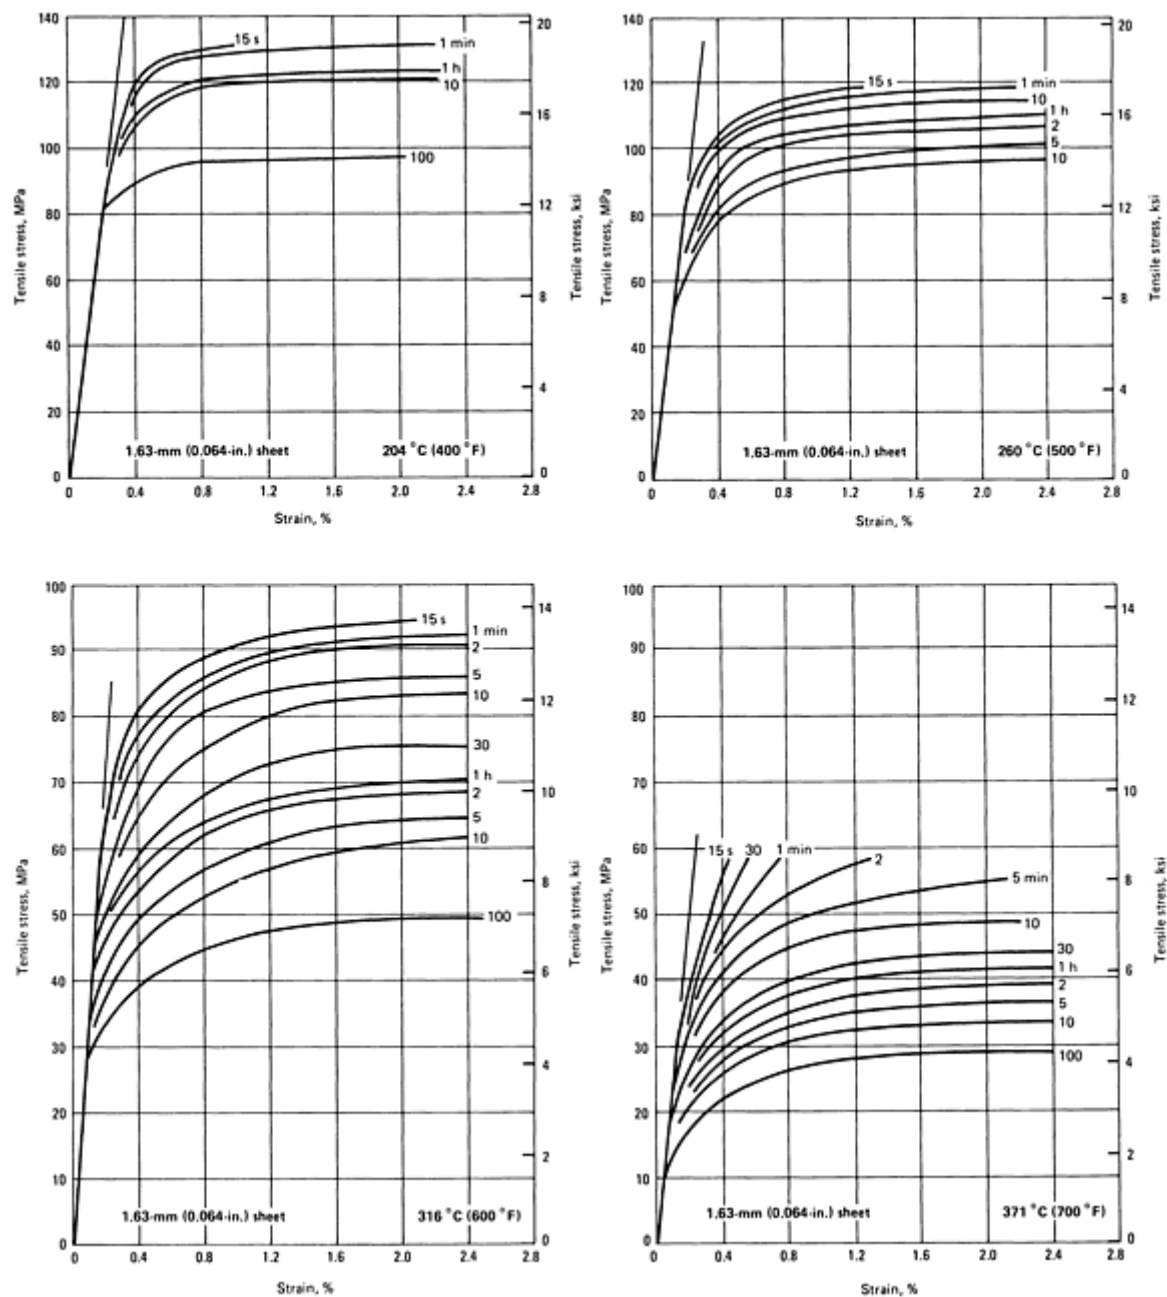 140
120
100
80
60
40
20
0
Tensile stress, MPa
20
16
12
8
4
0
Tensile stress, ksi
15 s
1 min
1 h
10
100
1.63-mm (0.064-in.) sheet
204 °C (400 °F)
0 0.4 0.8 1.2 1.6 2.0 2.4 2.8
Strain, %
140
120
100
80
60
40
20
0
Tensile stress, MPa
20
16
12
8
4
0
Tensile stress, ksi
15 s
1 min
10
1 h
2
5
10
1.63-mm (0.064-in.) sheet
260 °C (500 °F)
0 0.4 0.8 1.2 1.6 2.0 2.4 2.8
Strain, %
100
90
80
70
60
50
40
30
20
10
0
Tensile stress, MPa
14
12
10
8
6
4
2
0
Tensile stress, ksi
15 s
1 min
2
5
10
30
1 h
2
5
10
100
1.63-mm (0.064-in.) sheet
316 °C (600 °F)
0 0.4 0.8 1.2 1.6 2.0 2.4 2.8
Strain, %
100
90
80
70
60
50
40
30
20
10
0
Tensile stress, MPa
14
12
10
8
6
4
2
0
Tensile stress, ksi
15 s
30
1 min
2
5 min
10
30
1 h
2
5
10
100
1.63-mm (0.064-in.) sheet
371 °C (700 °F)
0 0.4 0.8 1.2 1.6 2.0 2.4 2.8
Strain, %